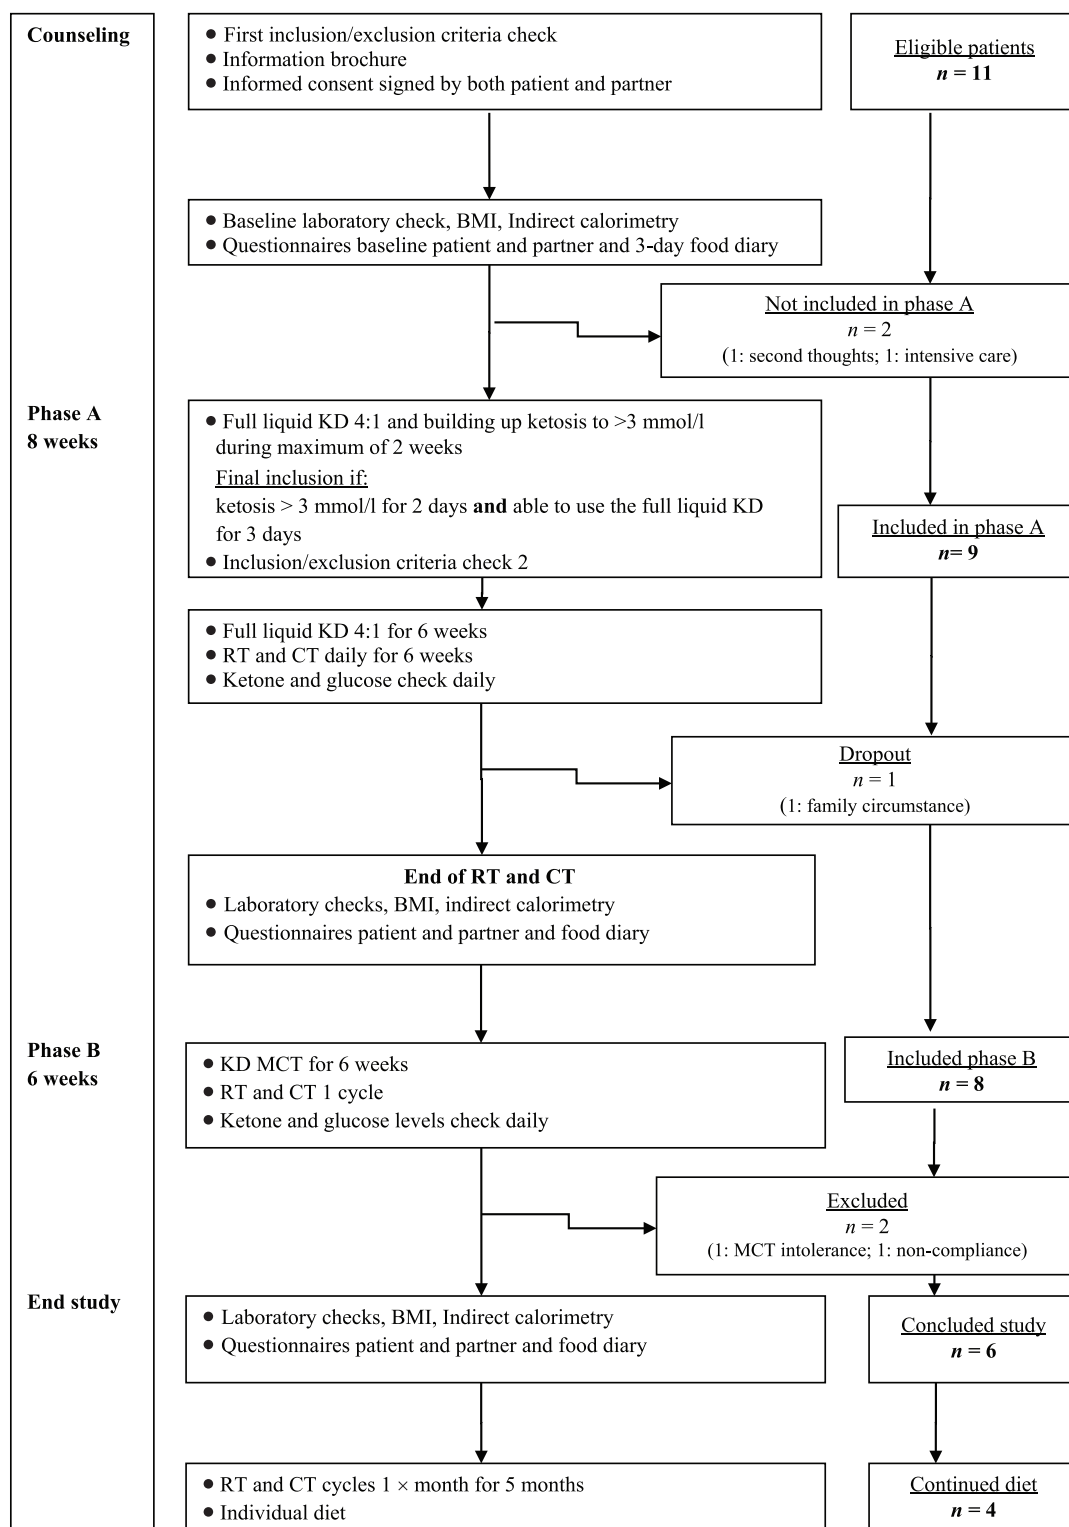 Counseling
● First inclusion/exclusion criteria check
● Information brochure
● Informed consent signed by both patient and partner
Eligible patients
n = 11
● Baseline laboratory check, BMI, Indirect calorimetry
● Questionnaires baseline patient and partner and 3-day food diary
Not included in phase A
n = 2
(1: second thoughts; 1: intensive care)
Phase A
8 weeks
● Full liquid KD 4:1 and building up ketosis to >3 mmol/l
during maximum of 2 weeks
Final inclusion if:
ketosis > 3 mmol/l for 2 days and able to use the full liquid KD
for 3 days
● Inclusion/exclusion criteria check 2
Included in phase A
n= 9
● Full liquid KD 4:1 for 6 weeks
● RT and CT daily for 6 weeks
● Ketone and glucose check daily
Dropout
n = 1
(1: family circumstance)
End of RT and CT
● Laboratory checks, BMI, indirect calorimetry
● Questionnaires patient and partner and food diary
Phase B
6 weeks
● KD MCT for 6 weeks
● RT and CT 1 cycle
● Ketone and glucose levels check daily
Included phase B
n = 8
Excluded
n = 2
(1: MCT intolerance; 1: non-compliance)
End study
● Laboratory checks, BMI, Indirect calorimetry
● Questionnaires patient and partner and food diary
Concluded study
n = 6
● RT and CT cycles 1 × month for 5 months
● Individual diet
Continued diet
n = 4